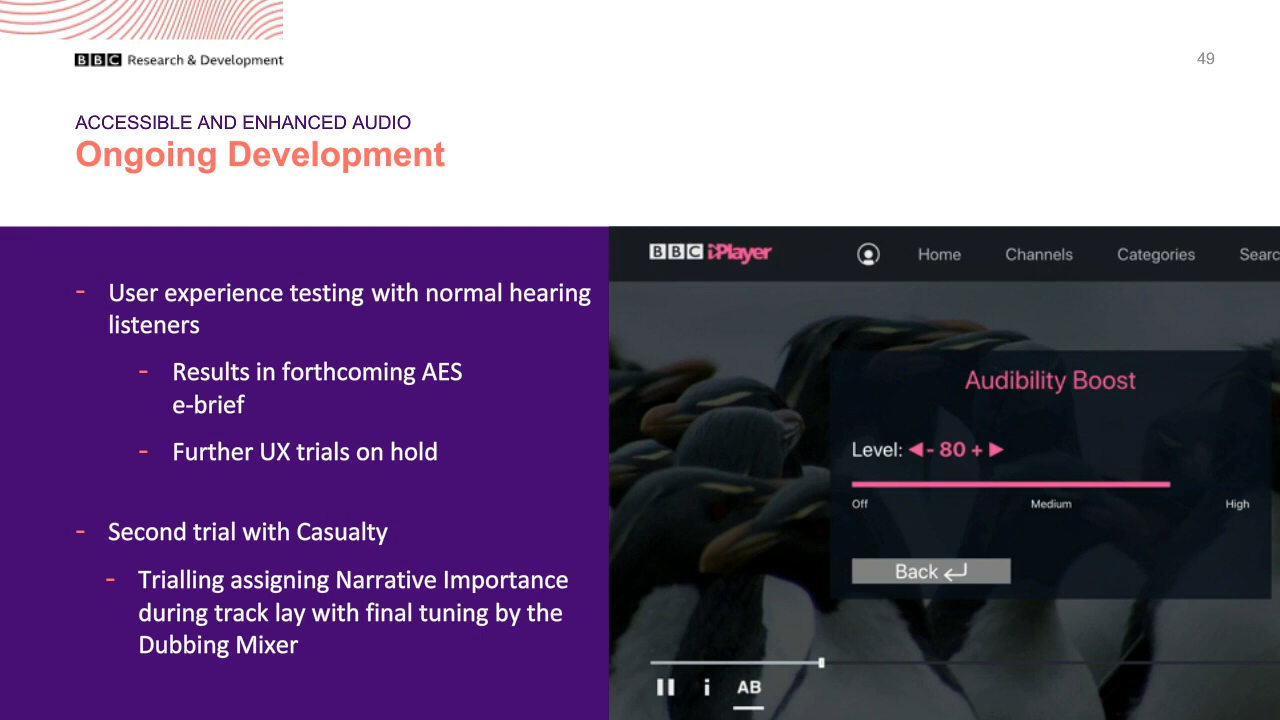 BBC Research & Development
49
ACCESSIBLE AND ENHANCED AUDIO
Ongoing Development
- User experience testing with normal hearing
listeners
- Results in forthcoming AES
e-brief
- Further UX trials on hold
- Second trial with Casualty
- Trialling assigning Narrative Importance
during track lay with final tuning by the
Dubbing Mixer
BBC iPlayer
Home Channels Categories Searc
Audibility Boost
Level: ◀- 80 + ▶
Off Medium High
Back
i AB